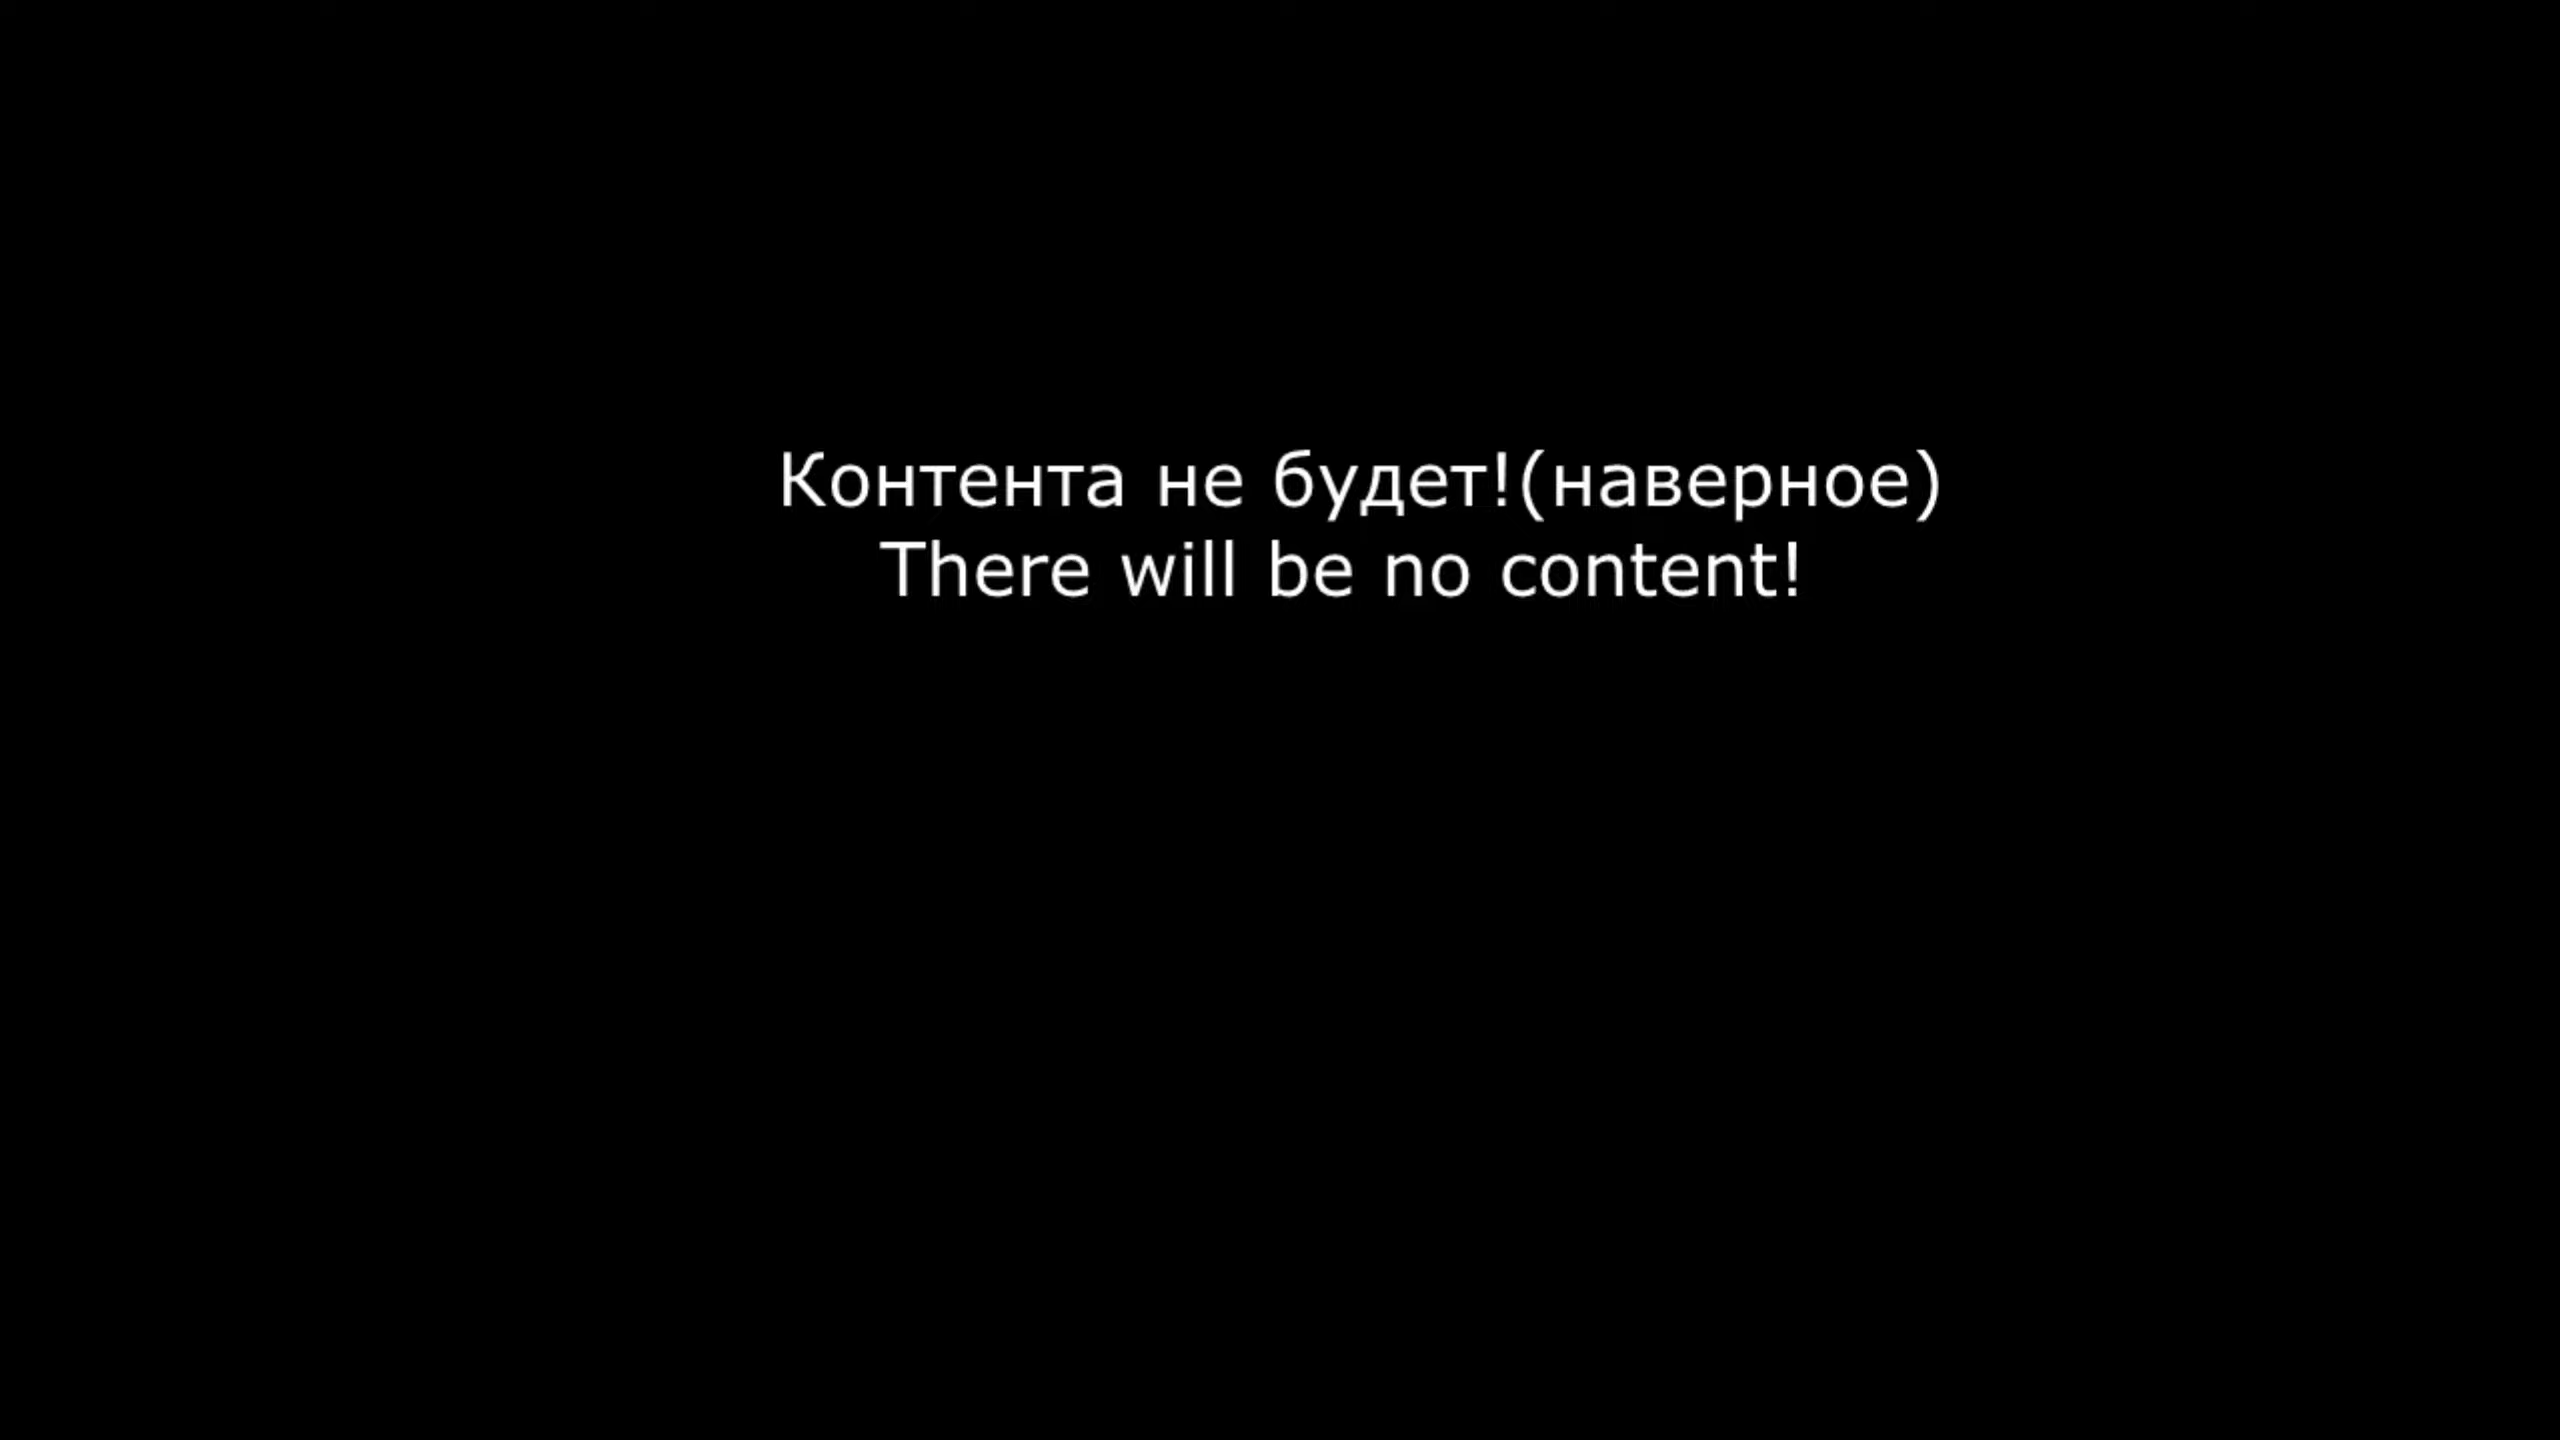 Контента не будет!(наверное)
There will be no content!